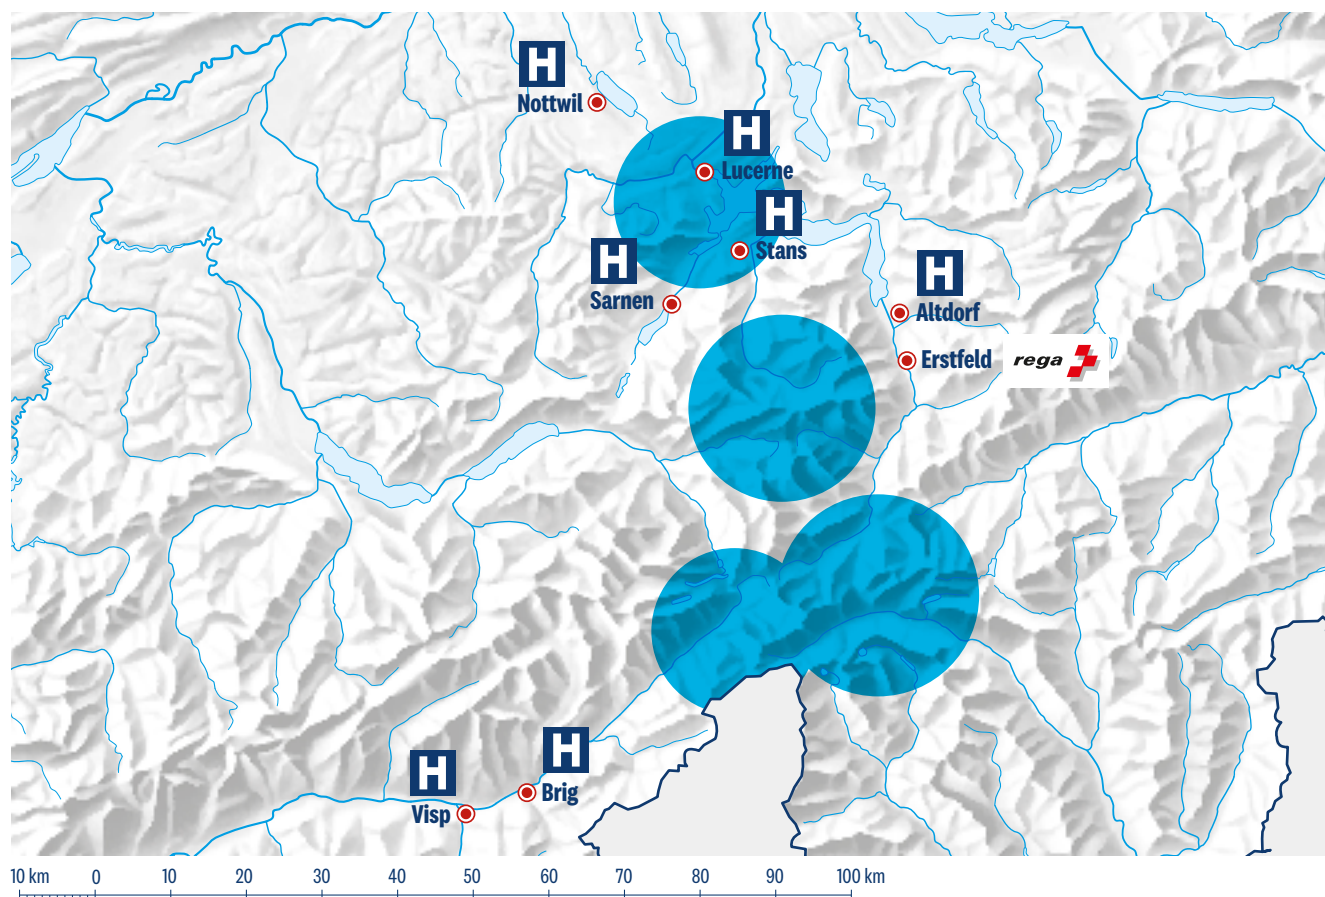 H
Nottwil
H
Lucerne
H
Stans
H
Sarnen
H
Altdorf
Erstfeld
rega
H
Brig
H
Visp
10 km 0 10 20 30 40 50 60 70 80 90 100 km